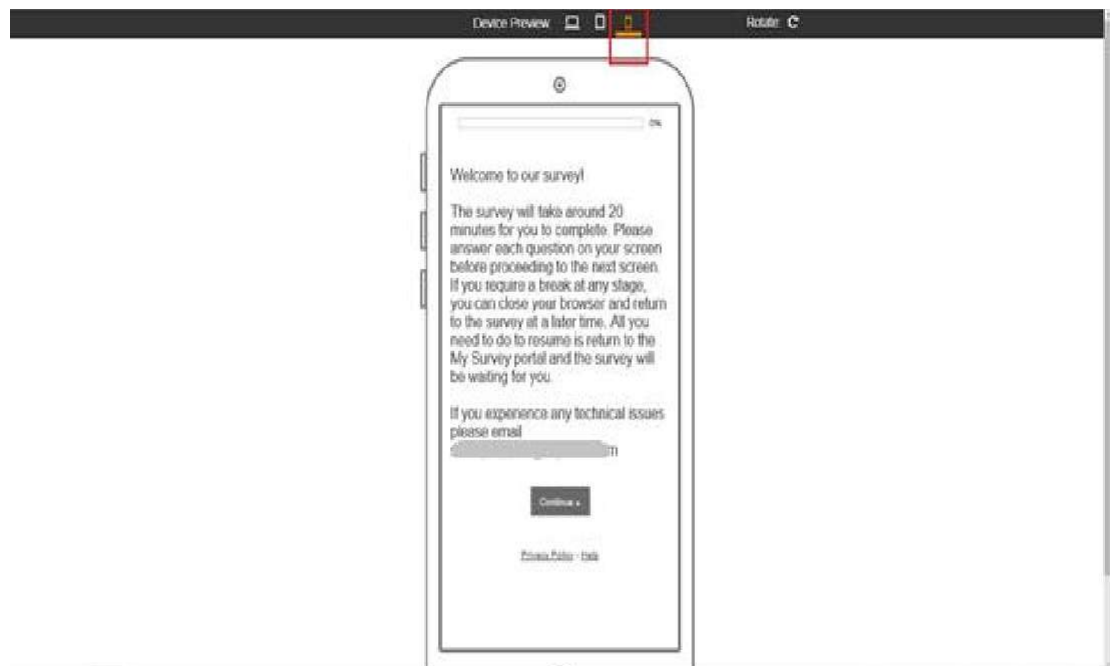 Device Preview
Rotate:
0%
Welcome to our survey!
The survey will take around 20
minutes for you to complete. Please
answer each question on your screen
before proceeding to the next screen.
If you require a break at any stage,
you can close your browser and return
to the survey at a later time. All you
need to do to resume is return to the
My Survey portal and the survey will
be waiting for you.
If you experience any technical issues
please email
m
Continue »
Privacy Policy - Help